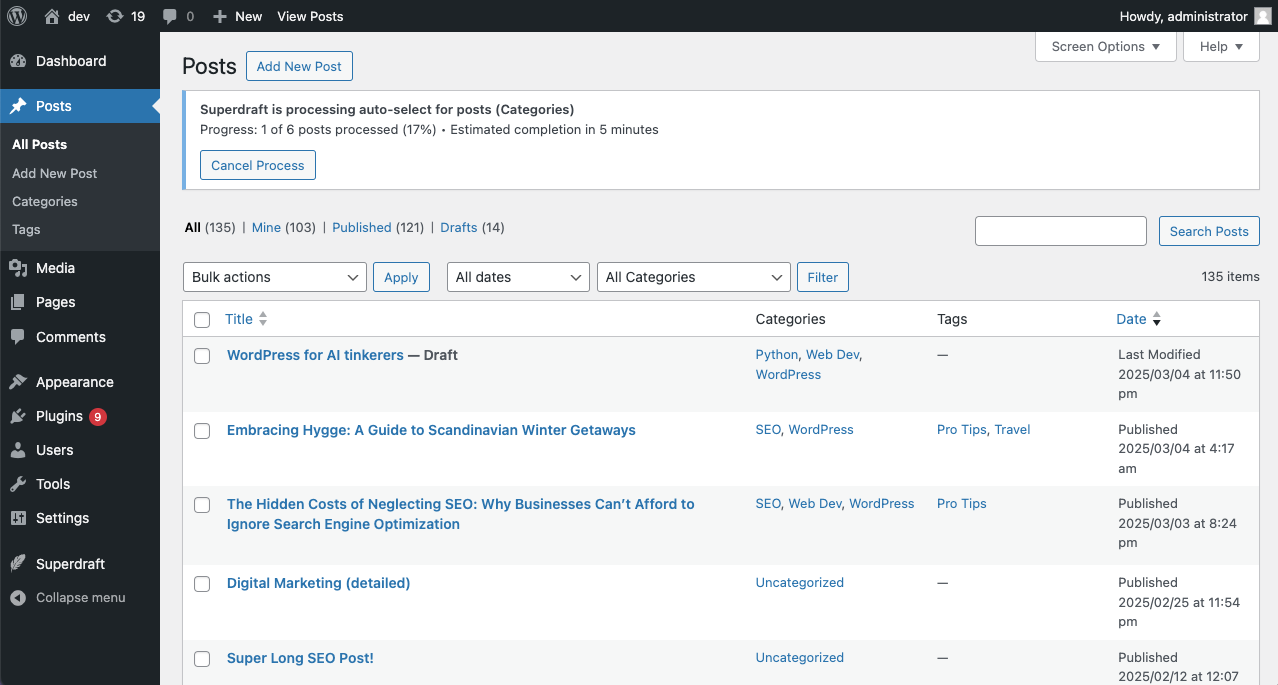 dev 19 0 New View Posts Howdy, administrator
Dashboard
Posts
All Posts
Add New Post
Categories
Tags
Media
Pages
Comments
Appearance
Plugins 9
Users
Tools
Settings
Superdraft
Collapse menu
Screen Options Help
Posts Add New Post
Superdraft is processing auto-select for posts (Categories)
Progress: 1 of 6 posts processed (17%) • Estimated completion in 5 minutes
Cancel Process
All (135) | Mine (103) | Published (121) | Drafts (14)
Search Posts
Bulk actions Apply All dates All Categories Filter 135 items
Title Categories Tags Date
WordPress for AI tinkerers — Draft Python, Web Dev, — Last Modified
WordPress 2025/03/04 at 11:50
pm
Embracing Hygge: A Guide to Scandinavian Winter Getaways SEO, WordPress Pro Tips, Travel Published
2025/03/04 at 4:17
am
The Hidden Costs of Neglecting SEO: Why Businesses Can’t Afford to SEO, Web Dev, WordPress Pro Tips Published
Ignore Search Engine Optimization 2025/03/03 at 8:24
pm
Digital Marketing (detailed) Uncategorized — Published
2025/02/25 at 11:54
pm
Super Long SEO Post! Uncategorized — Published
2025/02/12 at 12:07